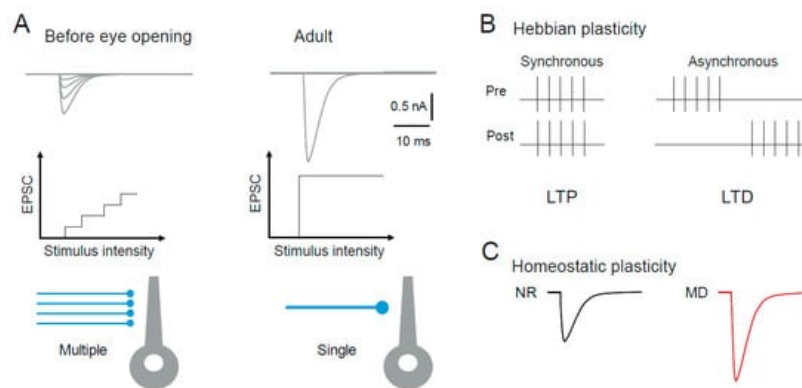 A
Before eye opening
Adult
0.5 nA
10 ms
EPSC
Stimulus intensity
EPSC
Stimulus intensity
Multiple
Single
B
Hebbian plasticity
Synchronous
Asynchronous
Pre
Post
LTP
LTD
C
Homeostatic plasticity
NR
MD